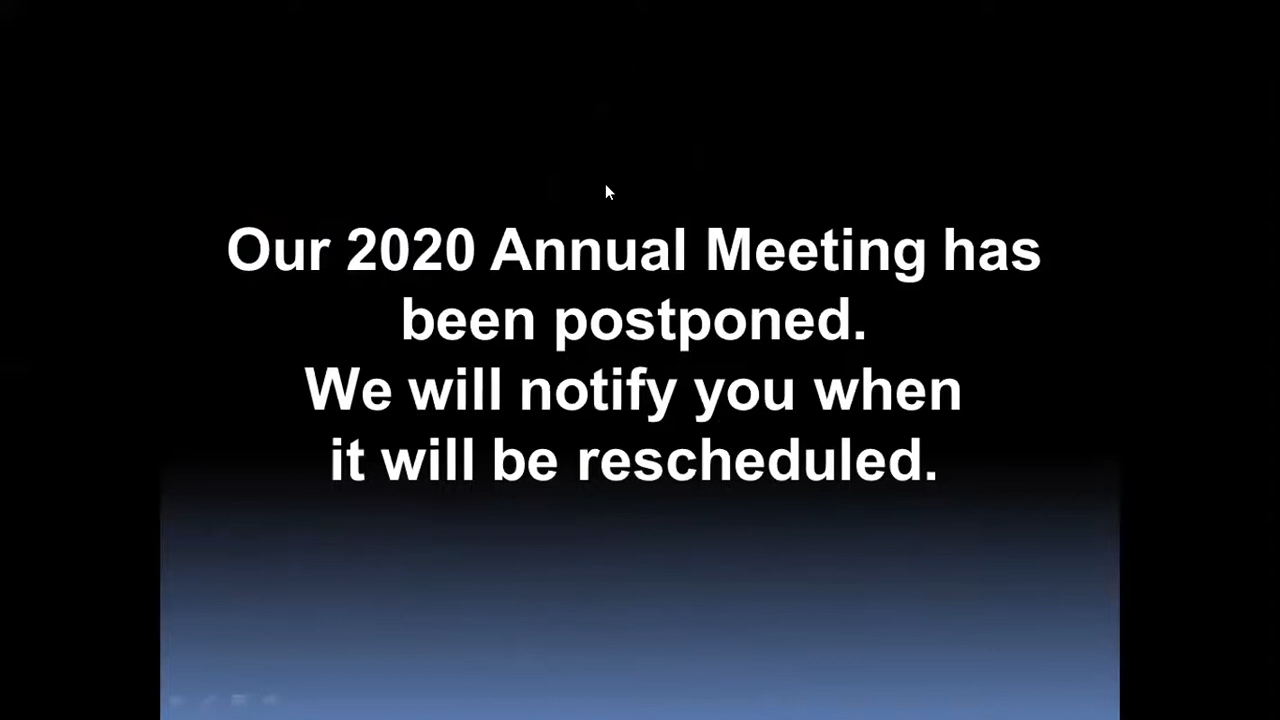 Our 2020 Annual Meeting has
been postponed.
We will notify you when
it will be rescheduled.